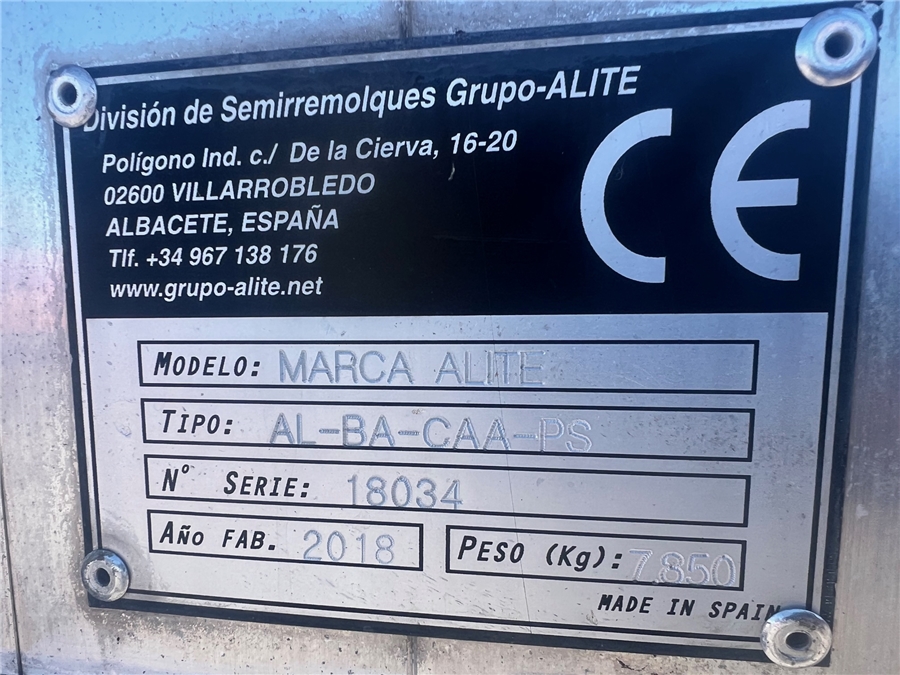 División de Semirremolques Grupo-ALITE
Polígono Ind. c./ De la Cierva, 16-20
02600 VILLARROBLEDO
ALBACETE, ESPAÑA
Tlf. +34 967 138 176
www.grupo-alite.net
CE
MODELO: MARCA ALITE
TIPO: AL-BA-CAA-PS
Nº SERIE: 18034
AÑO FAB. 2018 PESO (Kg): 7.850
MADE IN SPAIN